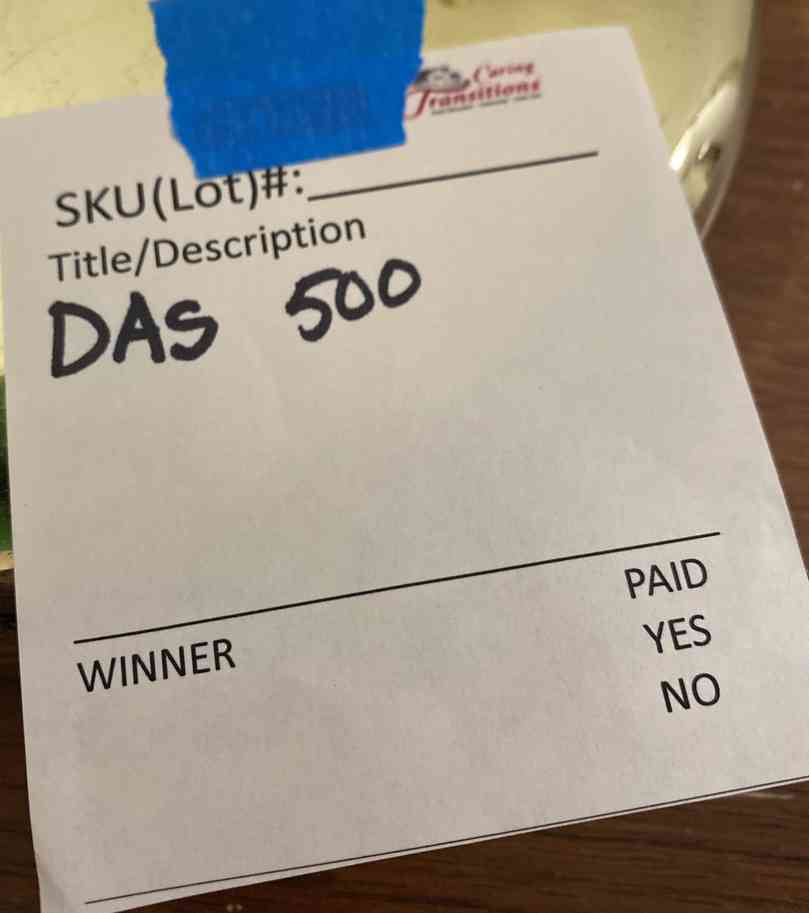 Caring
Transitions
SKU(Lot)#:
Title/Description
DAS 500
PAID
WINNER
YES
NO